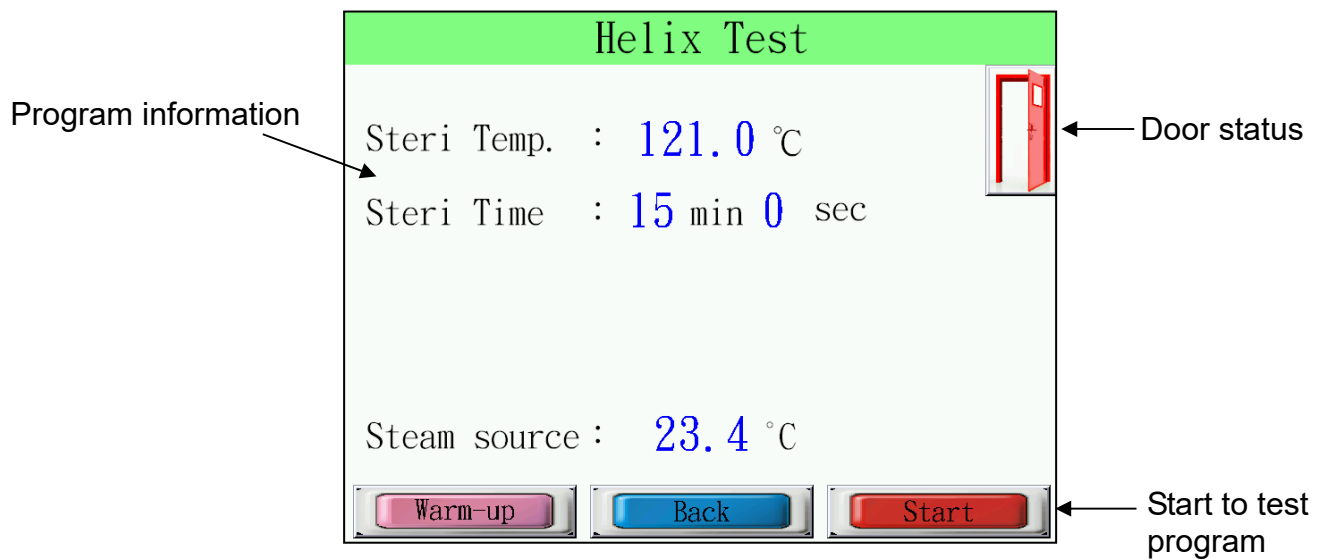 Helix Test
Program information
Door status
Steri Temp. : 121.0 ℃
Steri Time : 15 min 0 sec
Steam source : 23.4 °C
Warm-up
Back
Start
Start to test
program